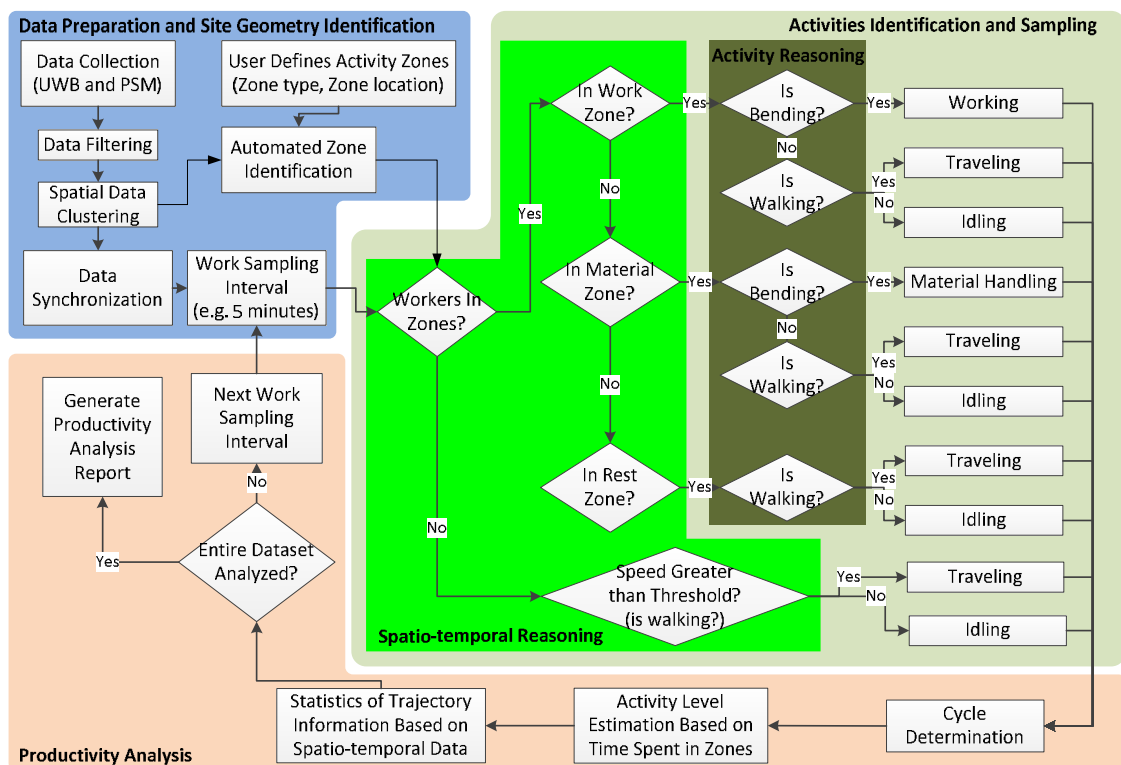 Data Preparation and Site Geometry Identification
Data Collection
(UWB and PSM)
User Defines Activity Zones
(Zone type, Zone location)
Data Filtering
Automated Zone
Identification
Spatial Data
Clustering
Data
Synchronization
Work Sampling
Interval
(e.g. 5 minutes)
Activities Identification and Sampling
Activity Reasoning
Workers In
Zones?
Yes
No
In Work
Zone?
Yes
No
Is
Bending?
Yes
No
Working
Is
Walking?
Yes
No
Traveling
Idling
In Material
Zone?
Yes
No
Is
Bending?
Yes
No
Material Handling
Is
Walking?
Yes
No
Traveling
Idling
In Rest
Zone?
Yes
Is
Walking?
Yes
No
Traveling
Idling
Speed Greater
than Threshold?
(is walking?)
Yes
No
Traveling
Idling
Spatio-temporal Reasoning
Generate
Productivity
Analysis
Report
Next Work
Sampling
Interval
No
Yes
Entire Dataset
Analyzed?
Statistics of Trajectory
Information Based on
Spatio-temporal Data
Activity Level
Estimation Based on
Time Spent in Zones
Cycle
Determination
Productivity Analysis